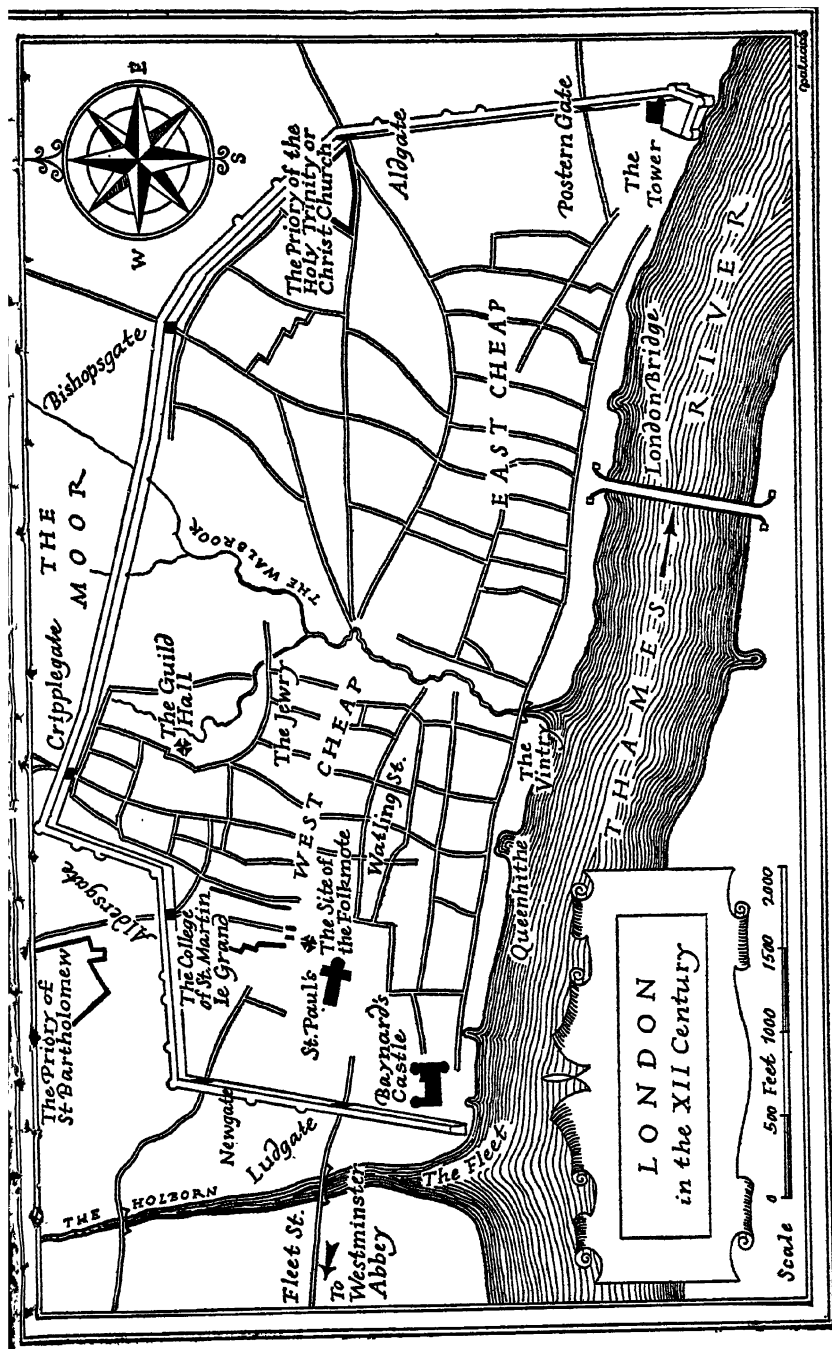 E
S
W
THE
MOOR
Cripplegate
Bishopsgate
Aldersgate
Aldgate
Postern Gate
The Priory of the
Holy Trinity or
Christ Church
The
Tower
The Priory of
St Bartholomew
THE WALBROOK
The Guild
Hall
The Jewry
WEST CHEAP
EAST CHEAP
The College
of St. Martin
le Grand
The Site of
the Folkmote
St. Paul's
Watling St.
Newgate
Ludgate
Baynard's
Castle
THE HOLBORN
Fleet St.
To
Westminster
Abbey
The Fleet
Queenhithe
The
Vintry
London Bridge
THAMES RIVER
LONDON
in the XII Century
Scale 0 500 Feet 1000 1500 2000
Palacios